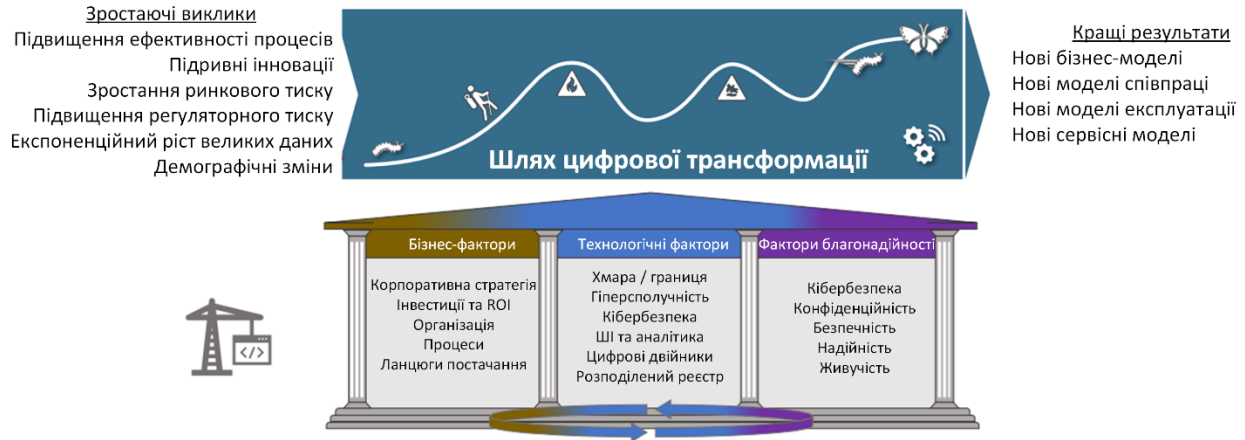 Зростаючі виклики
Підвищення ефективності процесів
Підривні інновації
Зростання ринкового тиску
Підвищення регуляторного тиску
Експоненційний ріст великих даних
Демографічні зміни
Шлях цифрової трансформації
Кращі результати
Нові бізнес-моделі
Нові моделі співпраці
Нові моделі експлуатації
Нові сервісні моделі
Бізнес-фактори
Корпоративна стратегія
Інвестиції та ROI
Організація
Процеси
Ланцюги постачання
Технологічні фактори
Хмара / границя
Гіперсполучність
Кібербезпека
ШІ та аналітика
Цифрові двійники
Розподілений реєстр
Фактори благонадійності
Кібербезпека
Конфіденційність
Безпечність
Надійність
Живучість